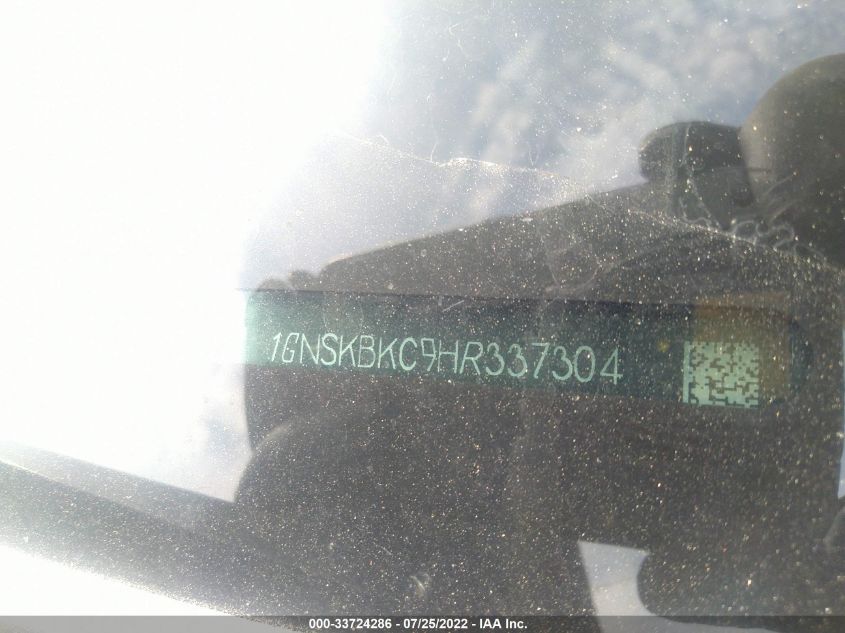 1GNSKBKC9HR337304
000-33724286 - 07/25/2022 - IAA Inc.